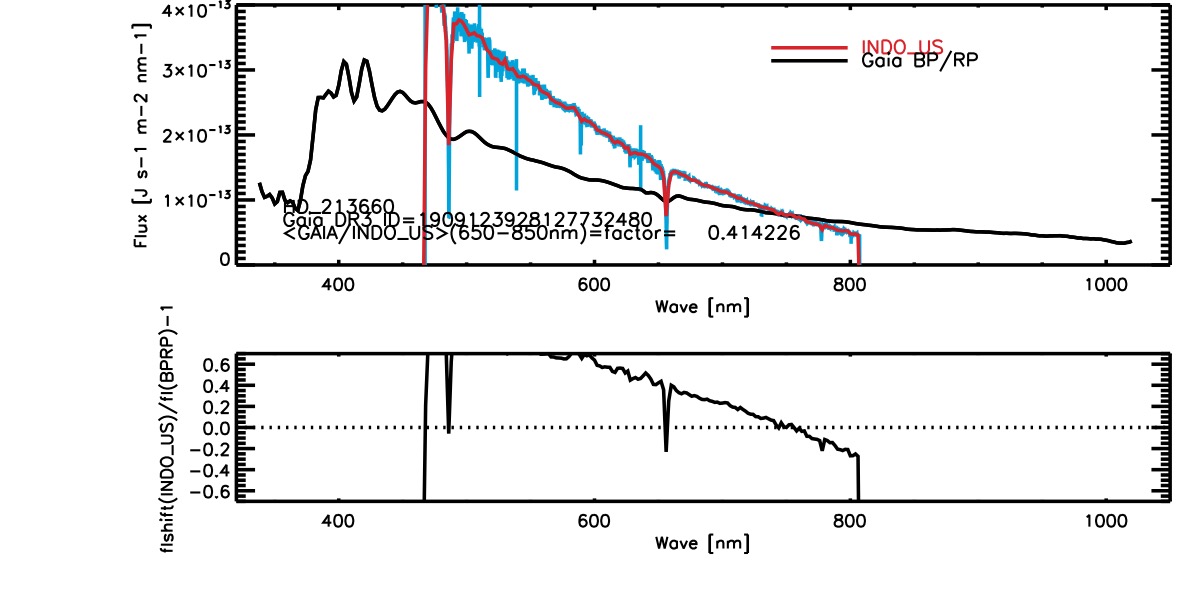 4×10−13
3×10−13
2×10−13
1×10−13
0
Flux [J s−1 m−2 nm−1]
INDO_US
Gaia BP/RP
HD_213660
Gaia DR3 ID=1909123928127732480
<GAIA/INDO_US>(650−850nm)=factor= 0.414226
400 600 800 1000
Wave [nm]
0.6
0.4
0.2
0.0
−0.2
−0.4
−0.6
flshift(INDO_US)/fl(BPRP)−1
400 600 800 1000
Wave [nm]